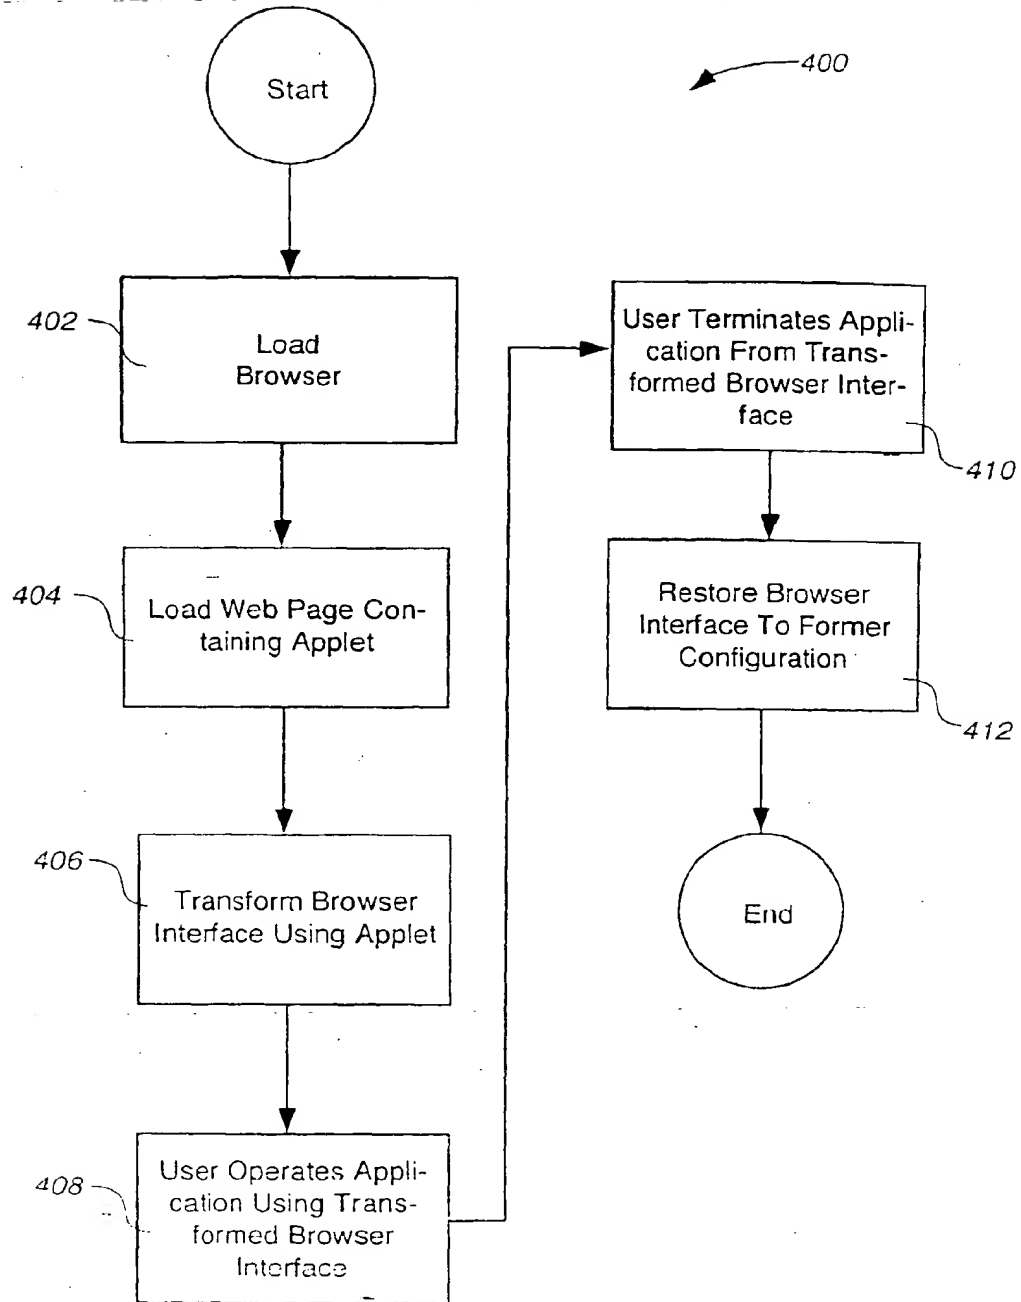 Start
400
402
Load
Browser
404
Load Web Page Con-
taining Applet
406
Transform Browser
Interface Using Applet
408
User Operates Appli-
cation Using Trans-
formed Browser
Interface
User Terminates Appli-
cation From Trans-
formed Browser Inter-
face
410
Restore Browser
Interface To Former
Configuration
412
End